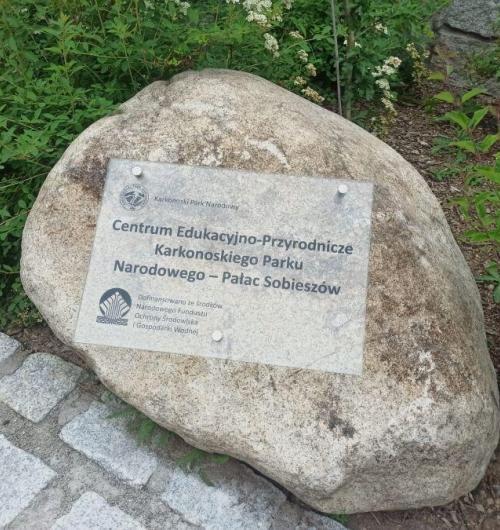 Karkonoski Park Narodowy
Centrum Edukacyjno-Przyrodnicze
Karkonoskiego Parku
Narodowego – Pałac Sobieszów
Dofinansowano ze środków
Narodowego Funduszu
Ochrony Środowiska
i Gospodarki Wodnej